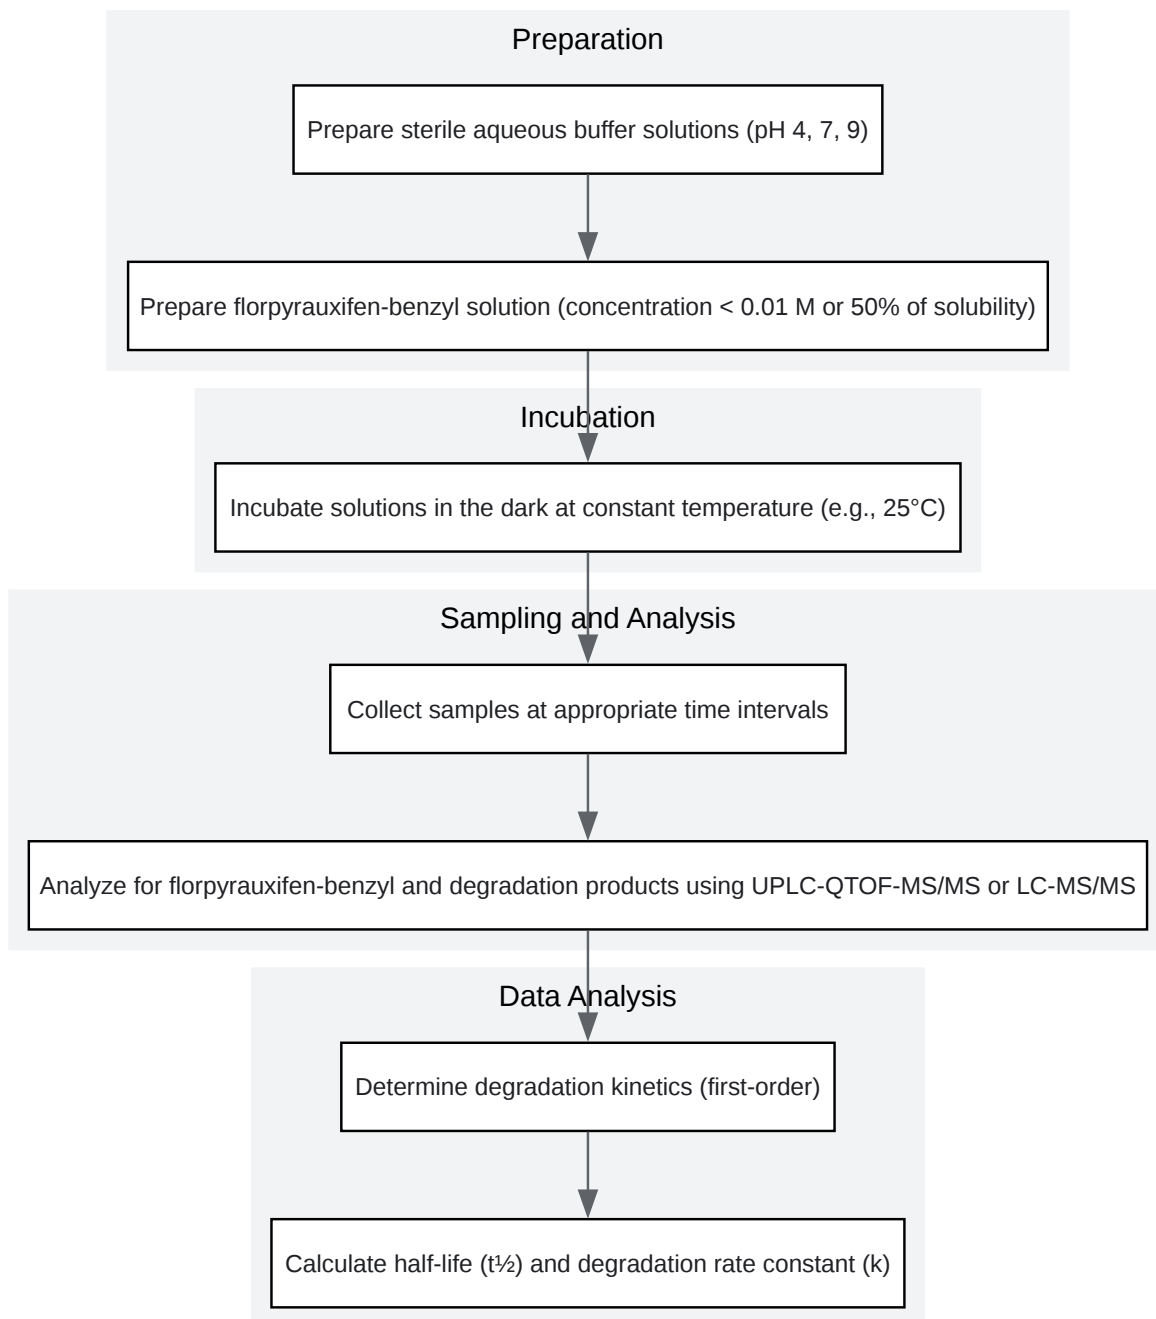 Preparation
Prepare sterile aqueous buffer solutions (pH 4, 7, 9)
Prepare florpyrauxifen-benzyl solution (concentration < 0.01 M or 50% of solubility)
Incubation
Incubate solutions in the dark at constant temperature (e.g., 25°C)
Sampling and Analysis
Collect samples at appropriate time intervals
Analyze for florpyrauxifen-benzyl and degradation products using UPLC-QTOF-MS/MS or LC-MS/MS
Data Analysis
Determine degradation kinetics (first-order)
Calculate half-life (t½) and degradation rate constant (k)